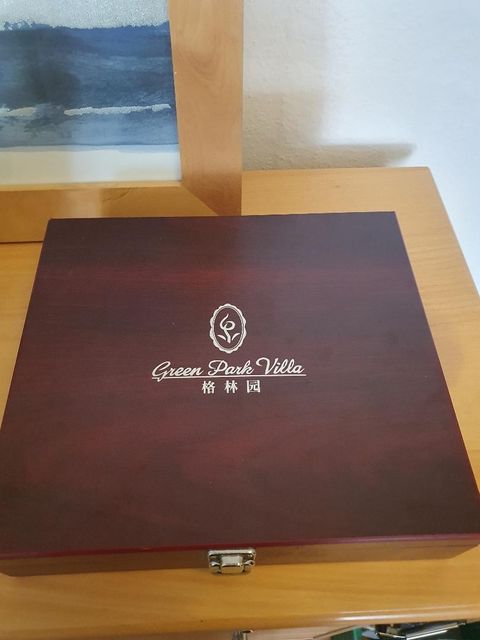 Green Park Villa
格林园